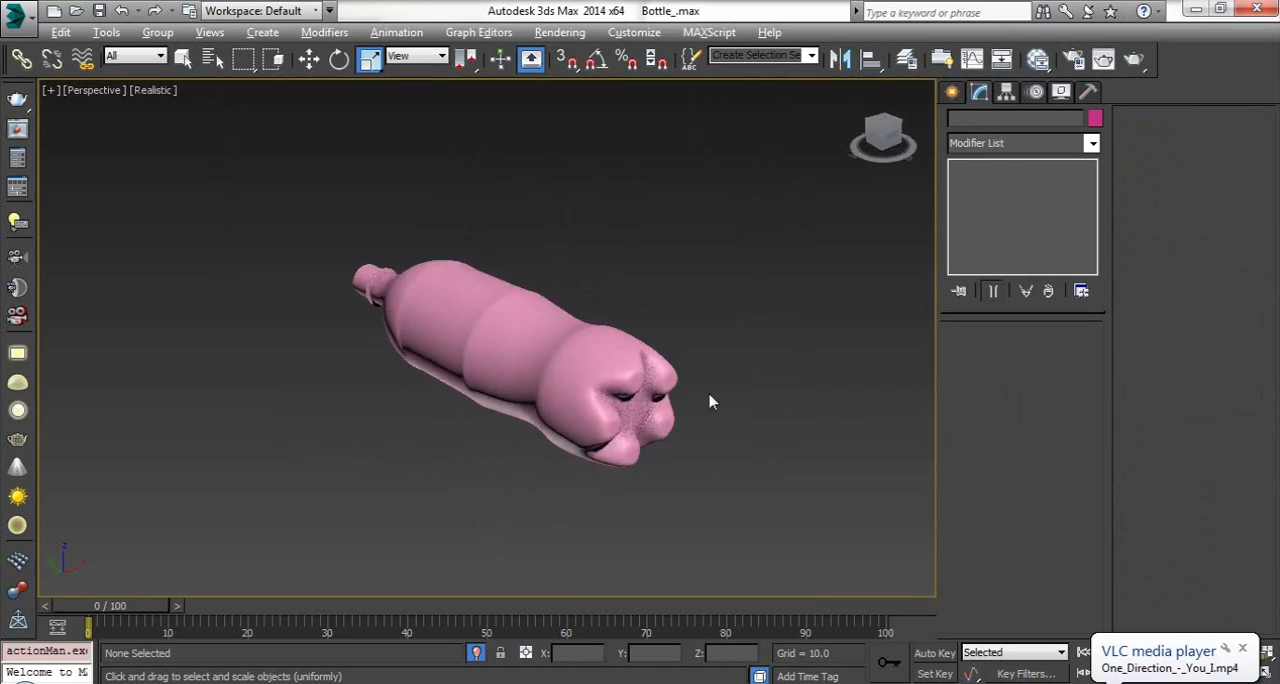 Workspace: Default
Autodesk 3ds Max 2014 x64
Bottle_.max
Type a keyword or phrase
Edit
Tools
Group
Views
Create
Modifiers
Animation
Graph Editors
Rendering
Customize
MAXScript
Help
All
View
3
Create Selection Se
[+] [Perspective ] [Realistic ]
Modifier List
z
0 / 100
0
10
20
30
40
50
60
70
80
90
100
actionMan.exe
None Selected
X:
Y:
Z:
Grid = 10.0
Auto Key
Selected
VLC media player
One_Direction_-_You_I.mp4
Welcome to M
Click and drag to select and scale objects (uniformly)
Add Time Tag
Set Key
Key Filters...